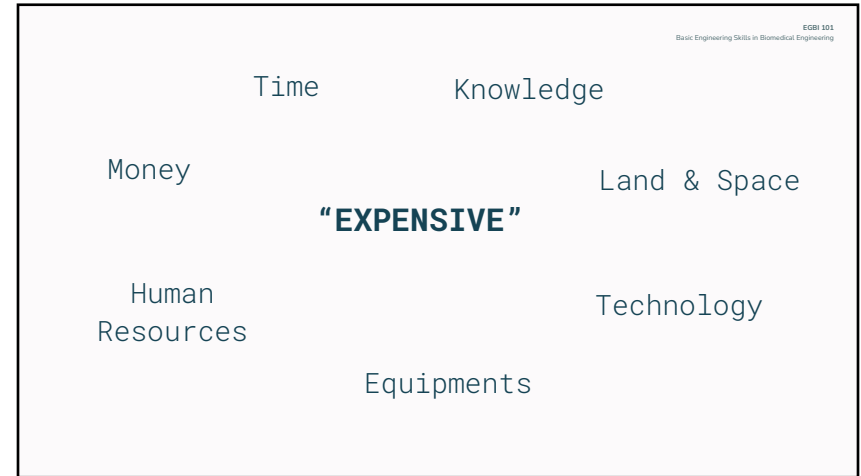 EGBI 101
Basic Engineering Skills in Biomedical Engineering
Time
Knowledge
Money
Land & Space
“EXPENSIVE”
Human
Resources
Technology
Equipments